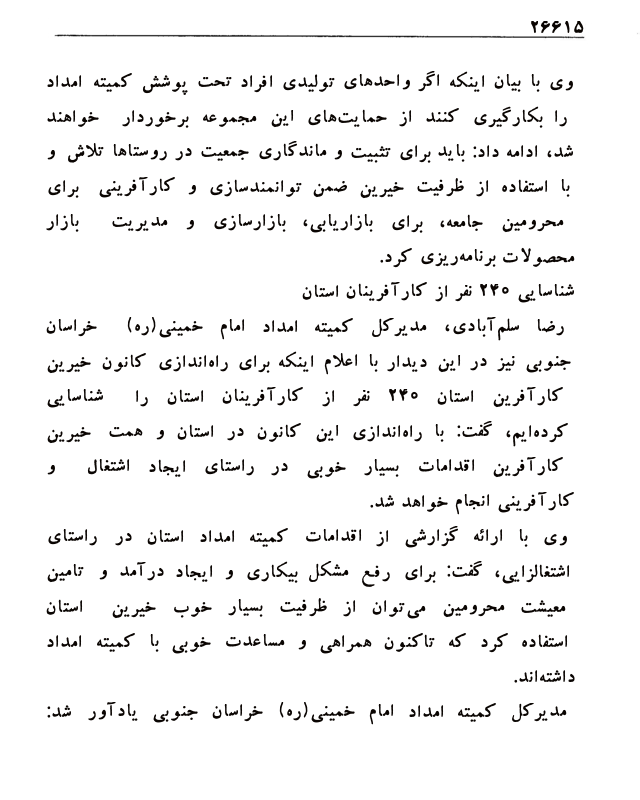 ۲۶۶۱۵
وی با بیان اینکه اگر واحدهای تولیدی افراد تحت پوشش کمیته امداد
را بکارگیری کنند از حمایت‌های این مجموعه برخوردار خواهند
شد، ادامه داد: باید برای تثبیت و ماندگاری جمعیت در روستاها تلاش و
با استفاده از ظرفیت خیرین ضمن توانمندسازی و کارآفرینی برای
محرومین جامعه، برای بازاریابی، بازارسازی و مدیریت بازار
محصولات برنامه‌ریزی کرد.
شناسایی ۲۴۰ نفر از کارآفرینان استان
رضا سلم‌آبادی، مدیرکل کمیته امداد امام خمینی(ره) خراسان
جنوبی نیز در این دیدار با اعلام اینکه برای راه‌اندازی کانون خیرین
کارآفرین استان ۲۴۰ نفر از کارآفرینان استان را شناسایی
کرده‌ایم، گفت: با راه‌اندازی این کانون در استان و همت خیرین
کارآفرین اقدامات بسیار خوبی در راستای ایجاد اشتغال و
کارآفرینی انجام خواهد شد.
وی با ارائه گزارشی از اقدامات کمیته امداد استان در راستای
اشتغالزایی، گفت: برای رفع مشکل بیکاری و ایجاد درآمد و تامین
معیشت محرومین می‌توان از ظرفیت بسیار خوب خیرین استان
استفاده کرد که تاکنون همراهی و مساعدت خوبی با کمیته امداد
داشته‌اند.
مدیرکل کمیته امداد امام خمینی(ره) خراسان جنوبی یادآور شد: